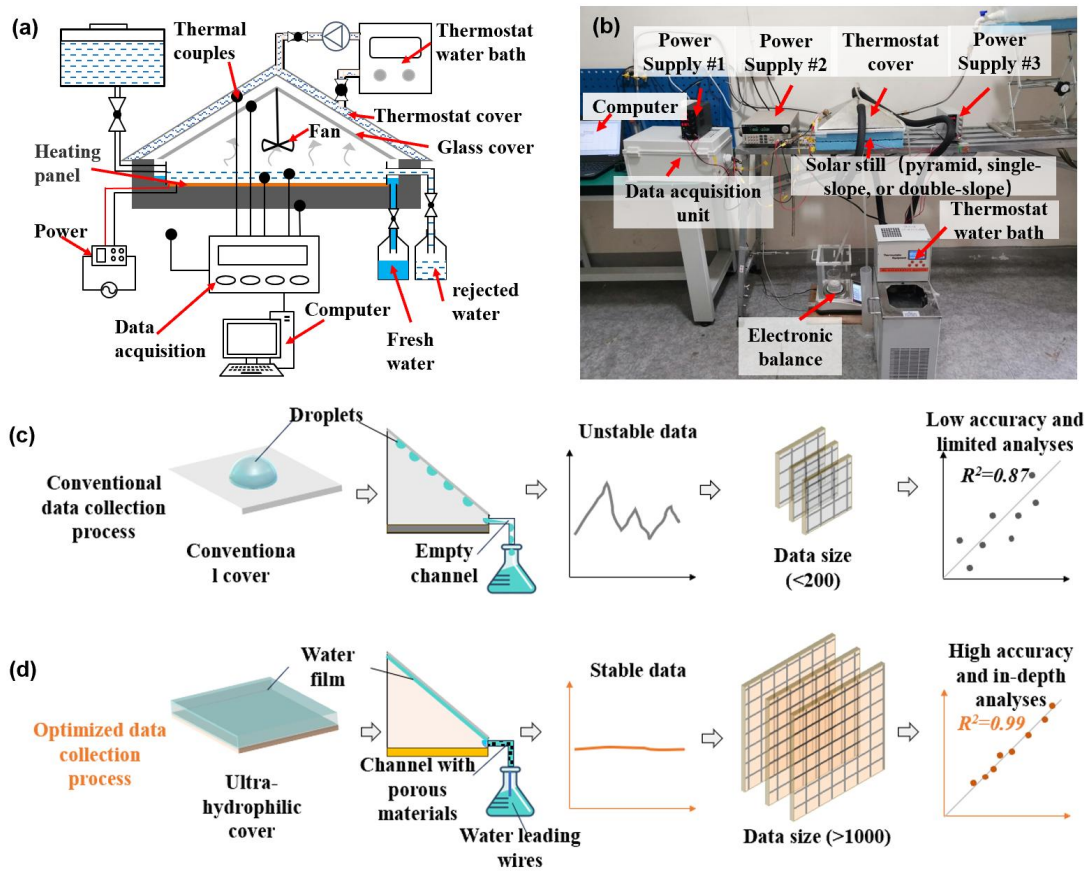 (a)
Thermal
couples
Thermostat
water bath
Thermostat cover
Fan
Glass cover
Heating
panel
Power
Data
acquisition
Computer
Fresh
water
rejected
water
(b)
Power
Supply #1
Power
Supply #2
Thermostat
cover
Power
Supply #3
Computer
Data acquisition
unit
Solar still (pyramid, single-
slope, or double-slope)
Thermostat
water bath
Electronic
balance
(c)
Conventional
data collection
process
Droplets
Conventiona
l cover
Empty
channel
Unstable data
Data size
(<200)
Low accuracy and
limited analyses
R²=0.87
(d)
Optimized data
collection
process
Water
film
Ultra-
hydrophilic
cover
Channel with
porous
materials
Water leading
wires
Stable data
Data size (>1000)
High accuracy
and in-depth
analyses
R²=0.99